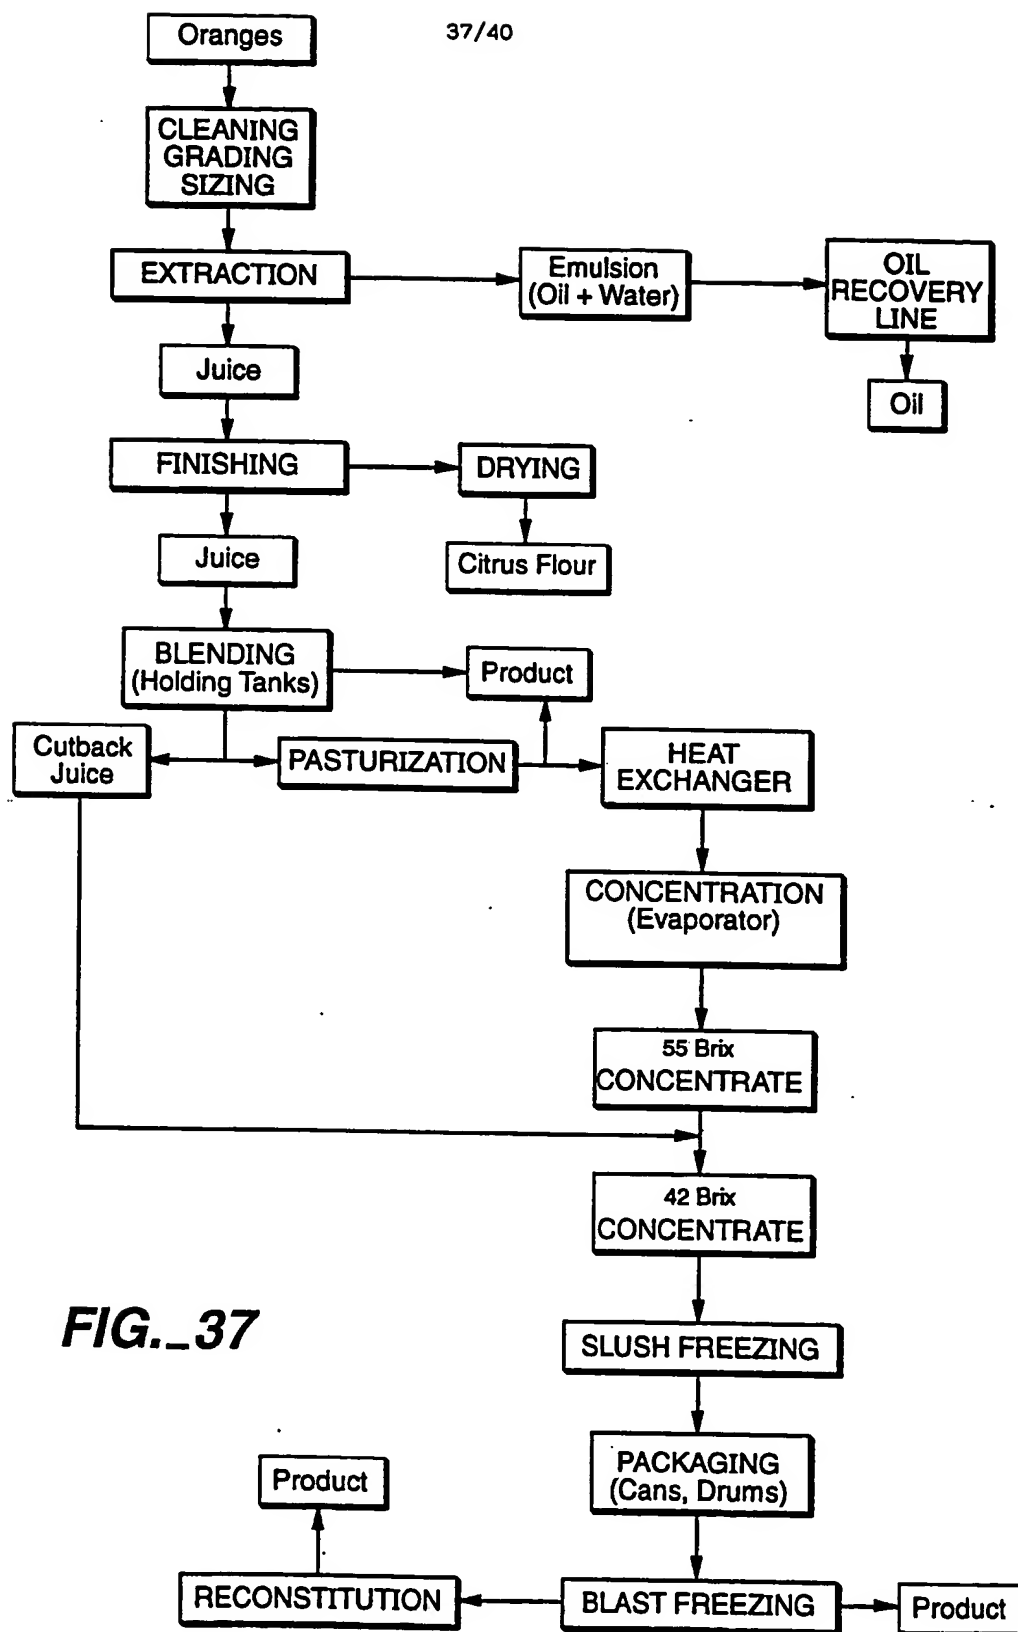 Oranges
37/40
CLEANING
GRADING
SIZING
EXTRACTION
Emulsion
(Oil + Water)
OIL
RECOVERY
LINE
Juice
Oil
FINISHING
DRYING
Juice
Citrus Flour
BLENDING
(Holding Tanks)
Product
Cutback
Juice
PASTURIZATION
HEAT
EXCHANGER
CONCENTRATION
(Evaporator)
55 Brix
CONCENTRATE
42 Brix
CONCENTRATE
FIG._37
SLUSH FREEZING
PACKAGING
(Cans, Drums)
Product
RECONSTITUTION
BLAST FREEZING
Product